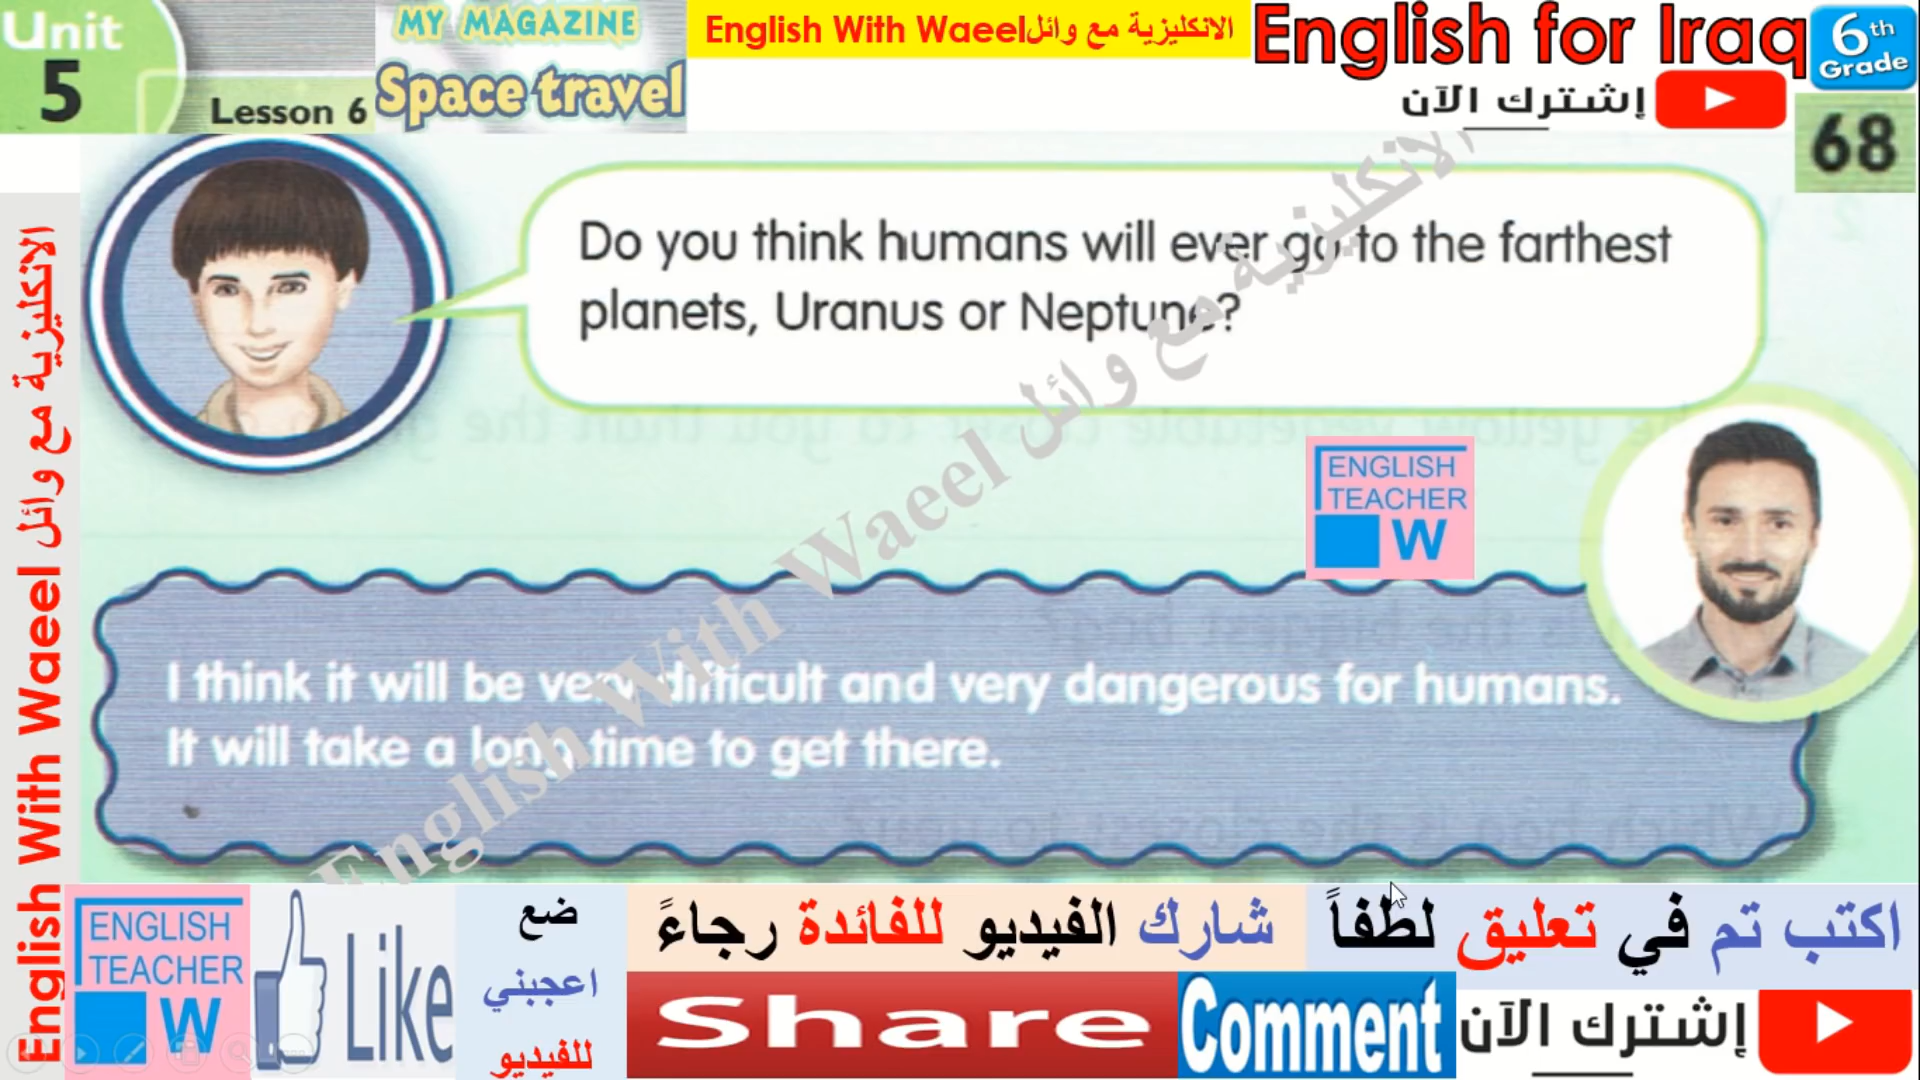 Unit
5
Lesson 6
MY MAGAZINE
Space travel
English With Waeelالانكليزية مع وائل
English for Iraq
6th
Grade
إشترك الآن
68
Do you think humans will ever go to the farthest
planets, Uranus or Neptune?
ENGLISH
TEACHER
W
I think it will be very difficult and very dangerous for humans.
It will take a long time to get there.
English With Waeel الانكليزية مع وائل
English With Waeel الانكليزية مع وائل
ENGLISH
TEACHER
W
Like
ضع
اعجبني
للفيديو
شارك الفيديو للفائدة رجاءً
Share
اكتب تم في تعليق لطفاً
Comment
إشترك الآن